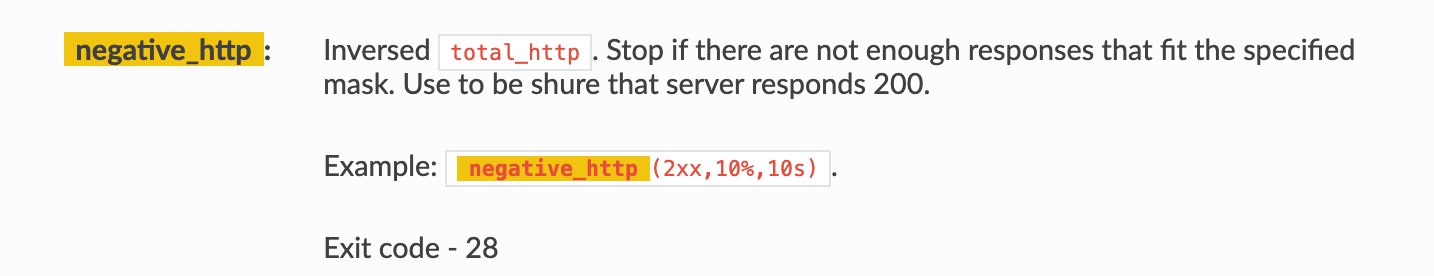 negative_http: Inversed total_http. Stop if there are not enough responses that fit the specified
mask. Use to be shure that server responds 200.
Example: negative_http(2xx,10%,10s).
Exit code - 28